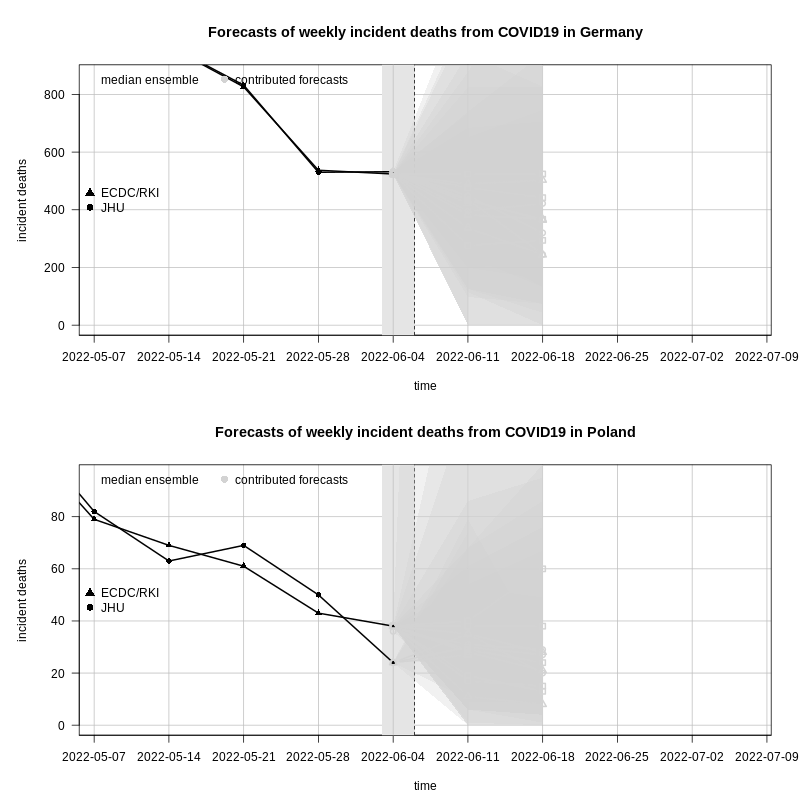 Forecasts of weekly incident deaths from COVID19 in Germany
median ensemble contributed forecasts
800
600
ECDC/RKI
JHU
400
200
0
incident deaths
2022-05-07 2022-05-14 2022-05-21 2022-05-28 2022-06-04 2022-06-11 2022-06-18 2022-06-25 2022-07-02 2022-07-09
time
Forecasts of weekly incident deaths from COVID19 in Poland
median ensemble contributed forecasts
80
60
ECDC/RKI
JHU
40
20
0
incident deaths
2022-05-07 2022-05-14 2022-05-21 2022-05-28 2022-06-04 2022-06-11 2022-06-18 2022-06-25 2022-07-02 2022-07-09
time